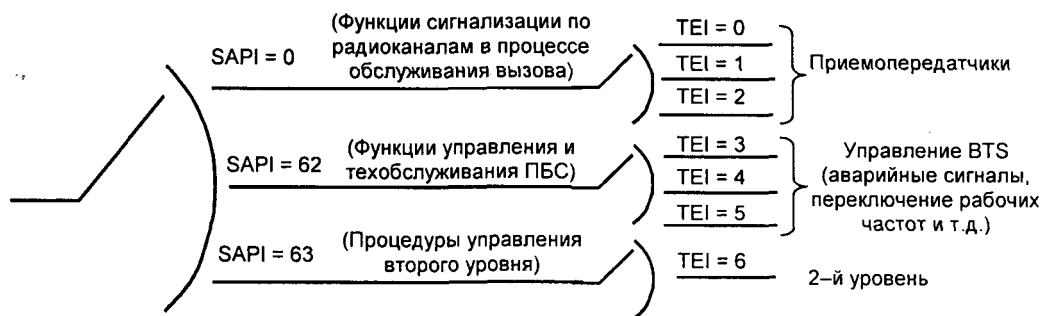 (Функции сигнализации по
радиоканалам в процессе
обслуживания вызова)
SAPI = 0
TEI = 0
TEI = 1
TEI = 2
Приемопередатчики
SAPI = 62
(Функции управления и
техобслуживания ПБС)
TEI = 3
TEI = 4
TEI = 5
Управление BTS
(аварийные сигналы,
переключение рабочих
частот и т.д.)
SAPI = 63
(Процедуры управления
второго уровня)
TEI = 6
2–й уровень